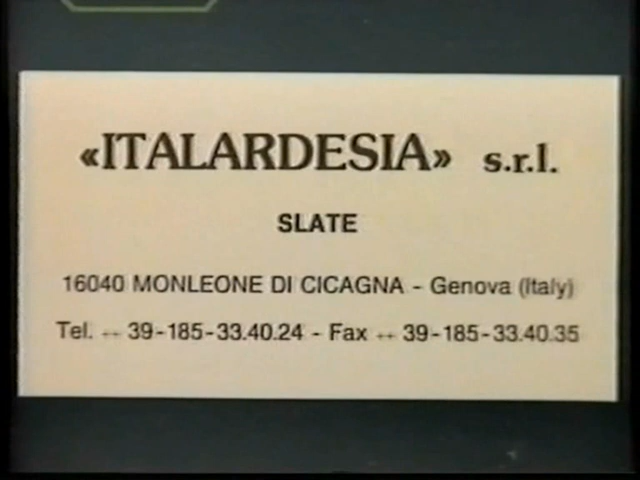 «ITALARDESIA» s.r.l.
SLATE
16040 MONLEONE DI CICAGNA - Genova (Italy)
Tel. ++ 39-185-33.40.24 - Fax ++ 39-185-33.40.35